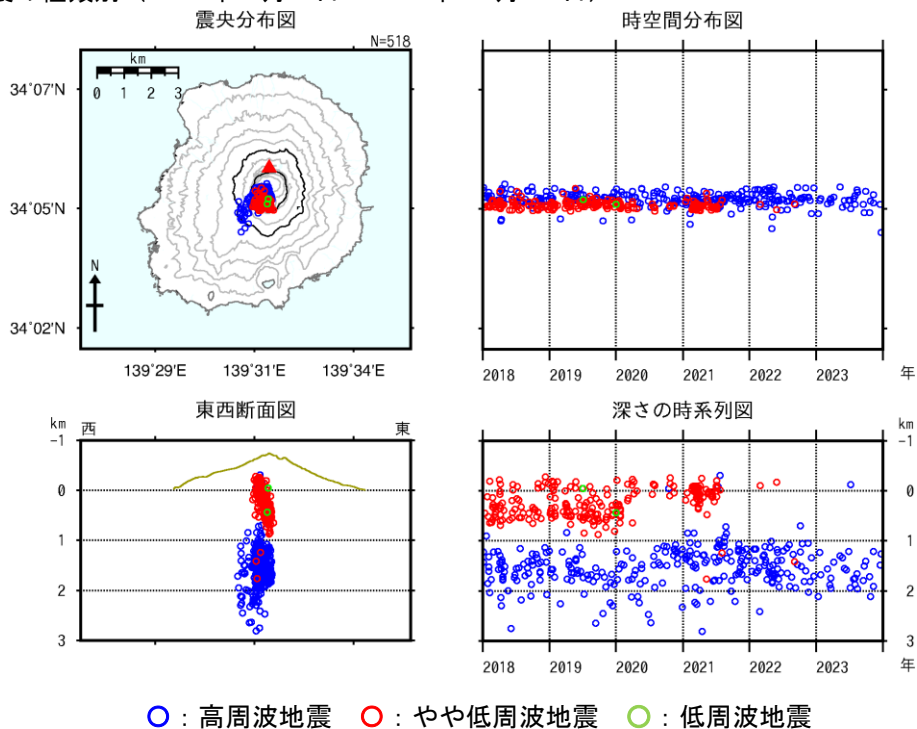 震央分布図
N=518
km
0 1 2 3
34°07'N
34°05'N
34°02'N
N
139°29'E 139°31'E 139°34'E
時空間分布図
2018 2019 2020 2021 2022 2023 年
東西断面図
km
西 東
-1
0
1
2
3
深さの時系列図
km
-1
0
1
2
3
2018 2019 2020 2021 2022 2023 年
○：高周波地震 ○：やや低周波地震 ○：低周波地震